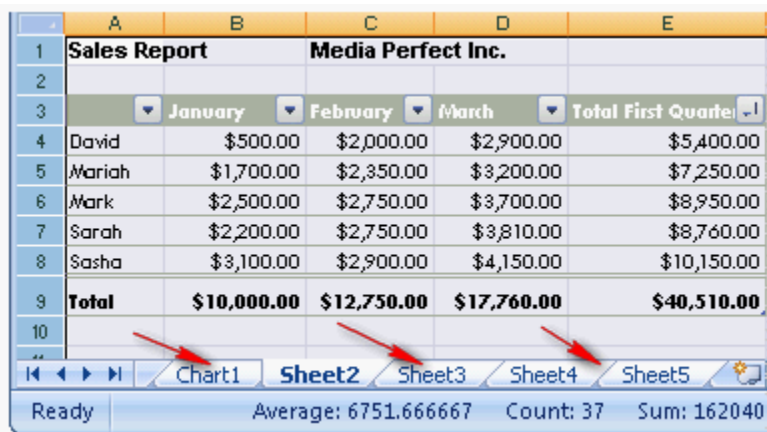 A B C D E
1 Sales Report Media Perfect Inc.
2
3 January February March Total First Quarter
4 David $500.00 $2,000.00 $2,900.00 $5,400.00
5 Mariah $1,700.00 $2,350.00 $3,200.00 $7,250.00
6 Mark $2,500.00 $2,750.00 $3,700.00 $8,950.00
7 Sarah $2,200.00 $2,750.00 $3,810.00 $8,760.00
8 Sasha $3,100.00 $2,900.00 $4,150.00 $10,150.00
9 Total $10,000.00 $12,750.00 $17,760.00 $40,510.00
10
Chart1 Sheet2 Sheet3 Sheet4 Sheet5
Ready Average: 6751.666667 Count: 37 Sum: 162040